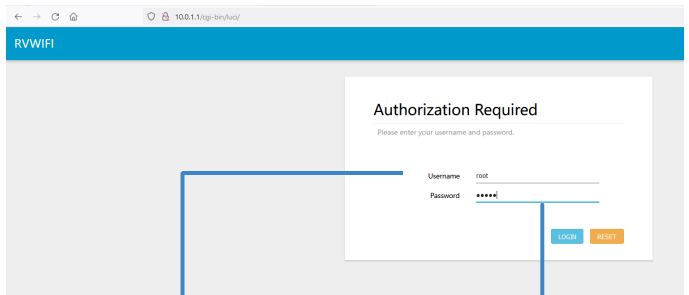 10.0.1.1/cgi-bin/luci/
RVWIFI
Authorization Required
Please enter your username and password.
Username root
Password •••••
LOGIN RESET